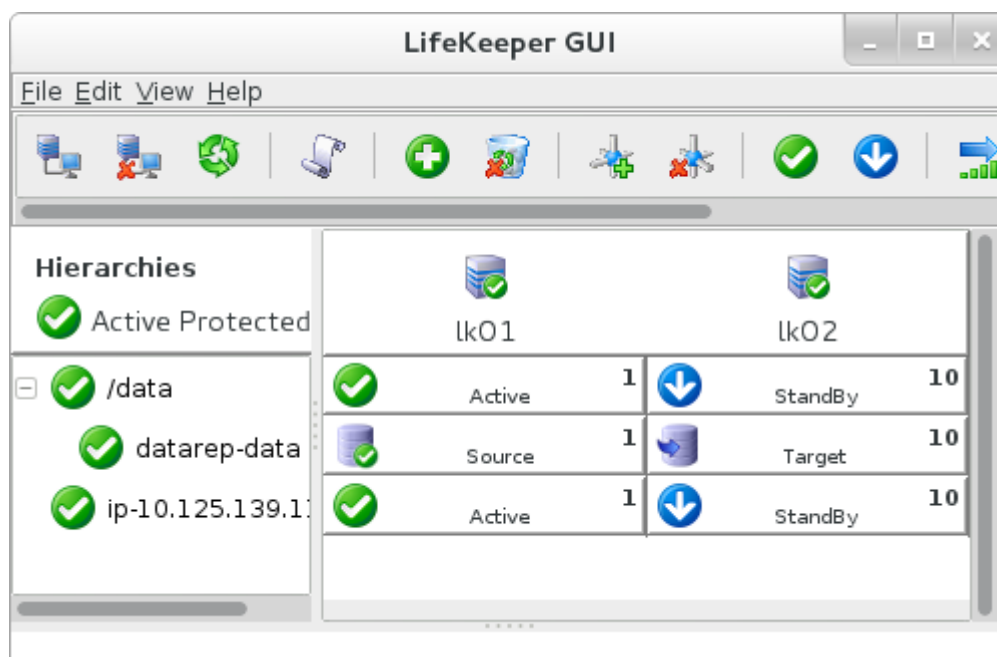 LifeKeeper GUI
File Edit View Help
Hierarchies
Active Protected
lk01 lk02
/data Active 1 StandBy 10
datarep-data Source 1 Target 10
ip-10.125.139.1 Active 1 StandBy 10